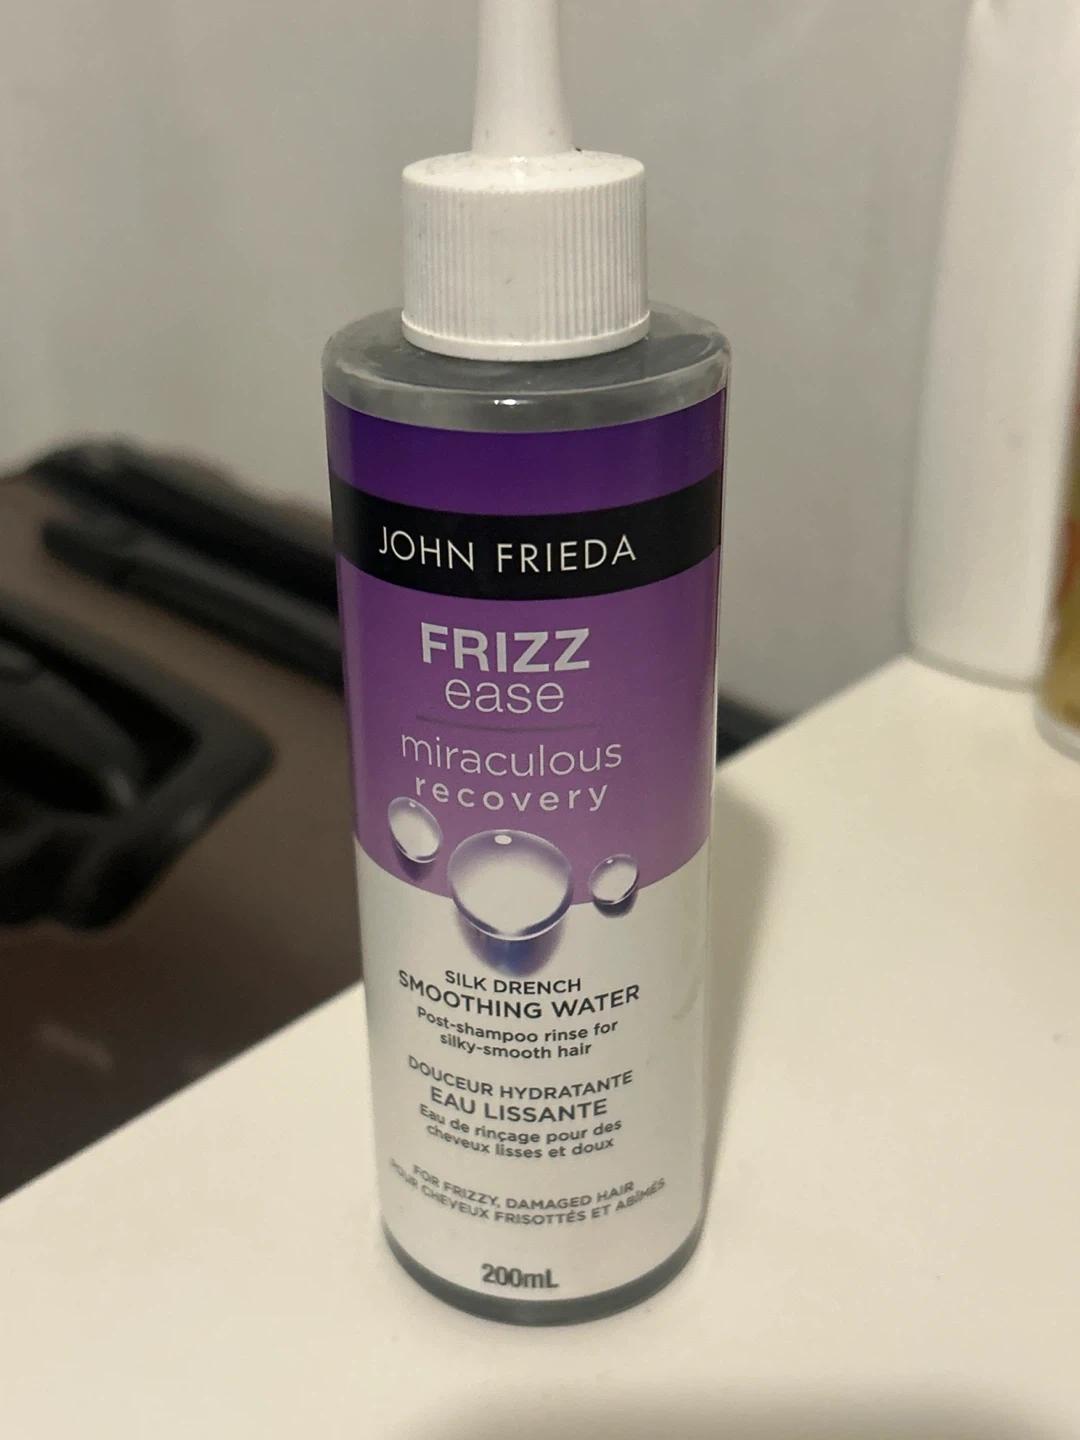 JOHN FRIEDA
FRIZZ
ease
miraculous
recovery
SILK DRENCH
SMOOTHING WATER
Post-shampoo rinse for
silky-smooth hair
DOUCEUR HYDRATANTE
EAU LISSANTE
Eau de rinçage pour des
cheveux lisses et doux
FOR FRIZZY, DAMAGED HAIR
POUR CHEVEUX FRISOTTÉS ET ABÎMÉS
200mL